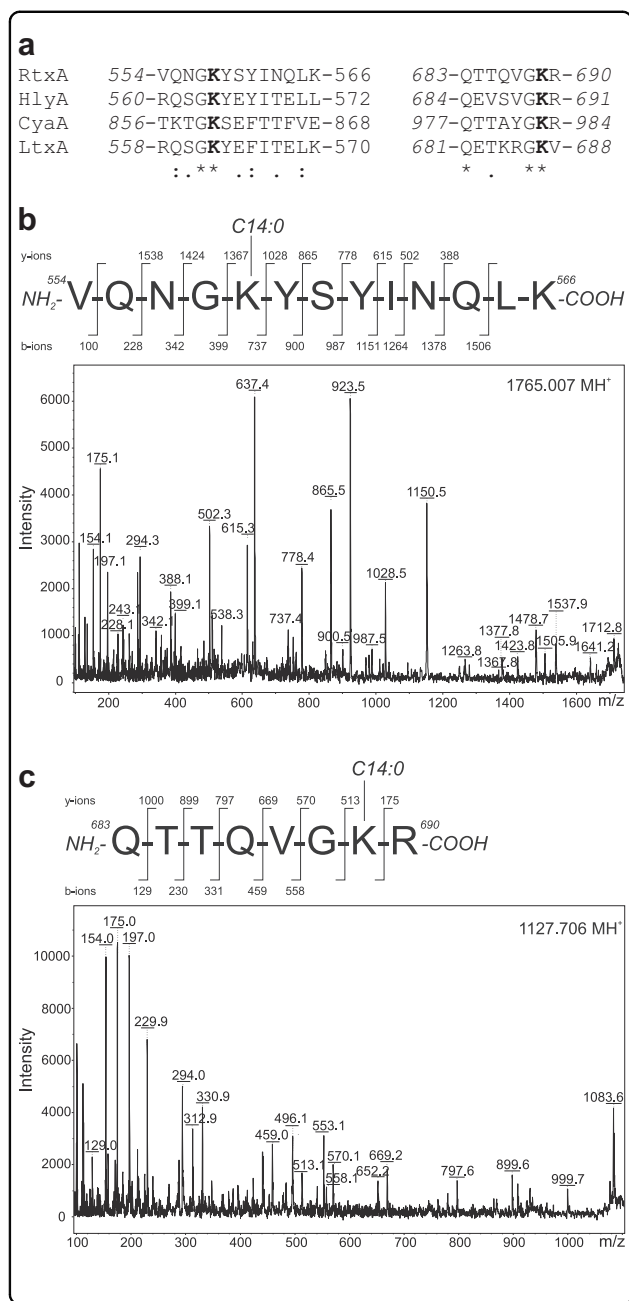 a
RtxA 554-VQNGKYSYINQLK-566 683-QTTQVGKR-690
HlyA 560-RQSGKYEYITELL-572 684-QEVSVGKR-691
CyaA 856-TKTGKSEFTTFVE-868 977-QTTAYGKR-984
LtxA 558-RQSGKYEFITELK-570 681-QETKRGKV-688
:.** .: . : * . **
b
C14:0
y-ions 1538 1424 1367 1028 865 778 615 502 388
NH2-554V-Q-N-G-K-Y-S-Y-I-N-Q-L-K566-COOH
b-ions 100 228 342 399 737 900 987 1151 1264 1378 1506
1765.007 MH+
Intensity
6000
5000
4000
3000
2000
1000
0
175.1
154.1
197.1
243.1
228.1
294.3
342.1
388.1
399.1
502.3
538.3
615.3
637.4
737.4
778.4
865.5
900.5
923.5
987.5
1028.5
1150.5
1263.8
1367.8
1377.8
1423.8
1478.7
1505.9
1537.9
1641.2
1712.8
200 400 600 800 1000 1200 1400 1600 m/z
c
C14:0
y-ions 1000 899 797 669 570 513 175
NH2-683Q-T-T-Q-V-G-K-R690-COOH
b-ions 129 230 331 459 558
1127.706 MH+
Intensity
10000
8000
6000
4000
2000
0
129.0
154.0
175.0
197.0
229.9
294.0
312.9
330.9
459.0
496.1
513.1
553.1
558.1
570.1
652.2
669.2
797.6
899.6
999.7
1083.6
100 200 300 400 500 600 700 800 900 1000 m/z